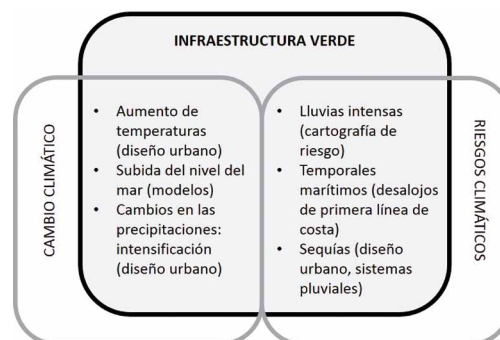 INFRAESTRUCTURA VERDE
CAMBIO CLIMÁTICO
• Aumento de
temperaturas
(diseño urbano)
• Subida del nivel del
mar (modelos)
• Cambios en las
precipitaciones:
intensificación
(diseño urbano)
• Lluvias intensas
(cartografía de
riesgo)
• Temporales
marítimos (desalojos
de primera línea de
costa)
• Sequías (diseño
urbano, sistemas
pluviales)
RIESGOS CLIMÁTICOS